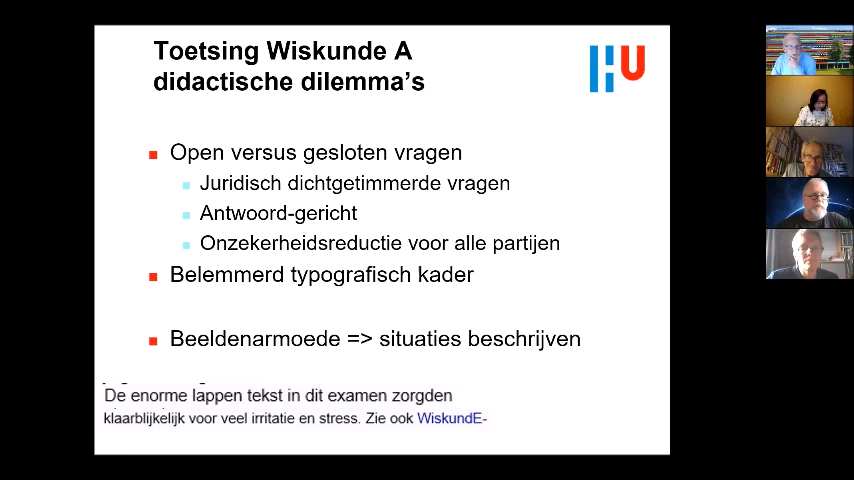 Toetsing Wiskunde A
didactische dilemma's
HU
Open versus gesloten vragen
Juridisch dichtgetimmerde vragen
Antwoord-gericht
Onzekerheidsreductie voor alle partijen
Belemmerd typografisch kader
Beeldenarmoede => situaties beschrijven
De enorme lappen tekst in dit examen zorgden
klaarblijkelijk voor veel irritatie en stress. Zie ook WiskundE-